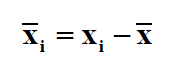 x̅ᵢ = xᵢ − x̅